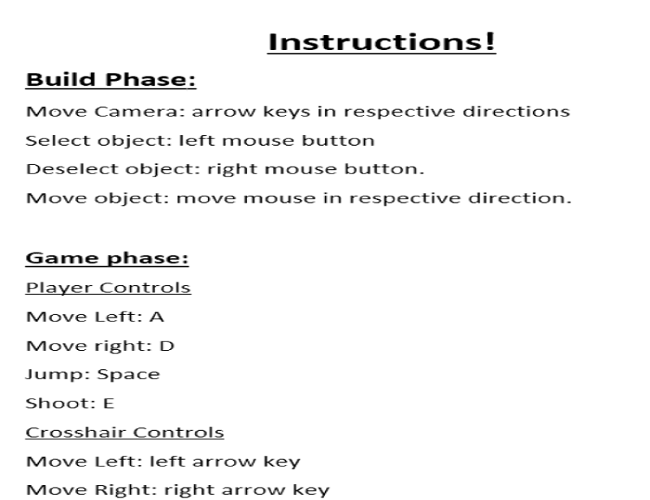 Instructions!
Build Phase:
Move Camera: arrow keys in respective directions
Select object: left mouse button
Deselect object: right mouse button.
Move object: move mouse in respective direction.
Game phase:
Player Controls
Move Left: A
Move right: D
Jump: Space
Shoot: E
Crosshair Controls
Move Left: left arrow key
Move Right: right arrow key